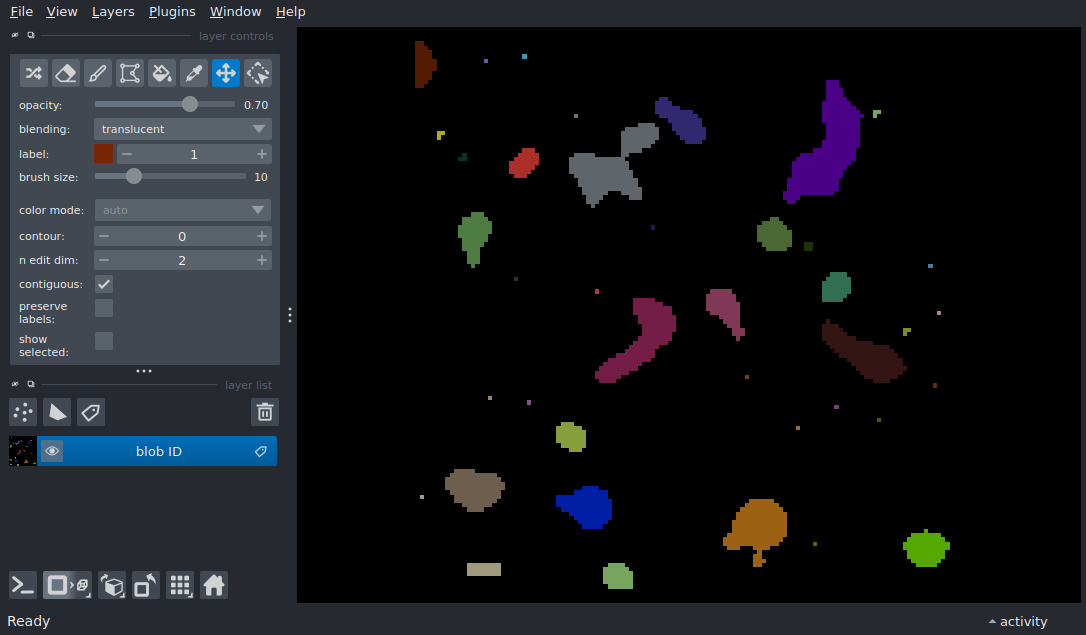 File View Layers Plugins Window Help
layer controls
opacity: 0.70
blending: translucent
label: 1
brush size: 10
color mode: auto
contour: 0
n edit dim: 2
contiguous:
preserve
labels:
show
selected:
layer list
blob ID
Ready
activity